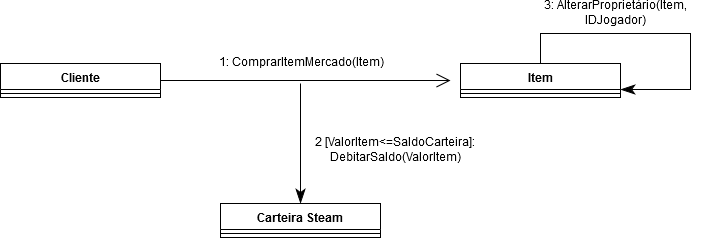 3: AlterarProprietário(Item,
IDJogador)
1: ComprarItemMercado(Item)
Cliente
Item
2 [ValorItem<=SaldoCarteira]:
DebitarSaldo(ValorItem)
Carteira Steam